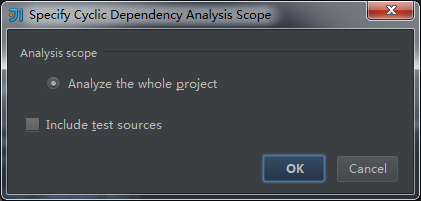 Specify Cyclic Dependency Analysis Scope
Analysis scope
Analyze the whole project
Include test sources
OK
Cancel